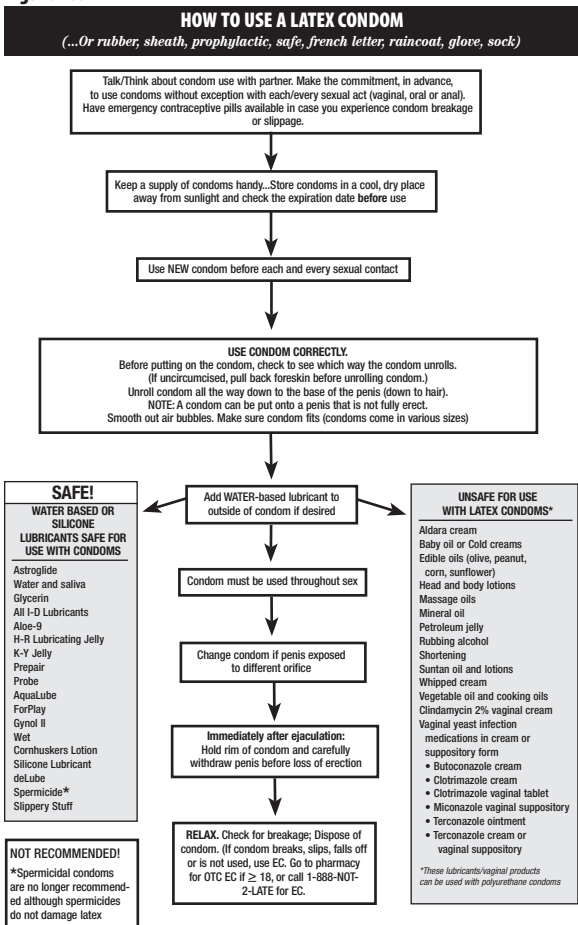 HOW TO USE A LATEX CONDOM
(...Or rubber, sheath, prophylactic, safe, french letter, raincoat, glove, sock)
Talk/Think about condom use with partner. Make the commitment, in advance,
to use condoms without exception with each/every sexual act (vaginal, oral or anal).
Have emergency contraceptive pills available in case you experience condom breakage
or slippage.
Keep a supply of condoms handy...Store condoms in a cool, dry place
away from sunlight and check the expiration date before use
Use NEW condom before each and every sexual contact
USE CONDOM CORRECTLY.
Before putting on the condom, check to see which way the condom unrolls.
(If uncircumcised, pull back foreskin before unrolling condom.)
Unroll condom all the way down to the base of the penis (down to hair).
NOTE: A condom can be put onto a penis that is not fully erect.
Smooth out air bubbles. Make sure condom fits (condoms come in various sizes)
SAFE!
WATER BASED OR
SILICONE
LUBRICANTS SAFE FOR
USE WITH CONDOMS
Astroglide
Water and saliva
Glycerin
All I-D Lubricants
Aloe-9
H-R Lubricating Jelly
K-Y Jelly
Prepair
Probe
AquaLube
ForPlay
Gynol II
Wet
Cornhuskers Lotion
Silicone Lubricant
deLube
Spermicide*
Slippery Stuff
NOT RECOMMENDED!
*Spermicidal condoms
are no longer recommend-
ed although spermicides
do not damage latex
Add WATER-based lubricant to
outside of condom if desired
Condom must be used throughout sex
Change condom if penis exposed
to different orifice
Immediately after ejaculation:
Hold rim of condom and carefully
withdraw penis before loss of erection
RELAX. Check for breakage; Dispose of
condom. (If condom breaks, slips, falls off
or is not used, use EC. Go to pharmacy
for OTC EC if ≥ 18, or call 1-888-NOT-
2-LATE for EC.
UNSAFE FOR USE
WITH LATEX CONDOMS*
Aldara cream
Baby oil or Cold creams
Edible oils (olive, peanut,
corn, sunflower)
Head and body lotions
Massage oils
Mineral oil
Petroleum jelly
Rubbing alcohol
Shortening
Suntan oil and lotions
Whipped cream
Vegetable oil and cooking oils
Clindamycin 2% vaginal cream
Vaginal yeast infection
medications in cream or
suppository form
• Butoconazole cream
• Clotrimazole cream
• Clotrimazole vaginal tablet
• Miconazole vaginal suppository
• Terconazole ointment
• Terconazole cream or
vaginal suppository
*These lubricants/vaginal products
can be used with polyurethane condoms